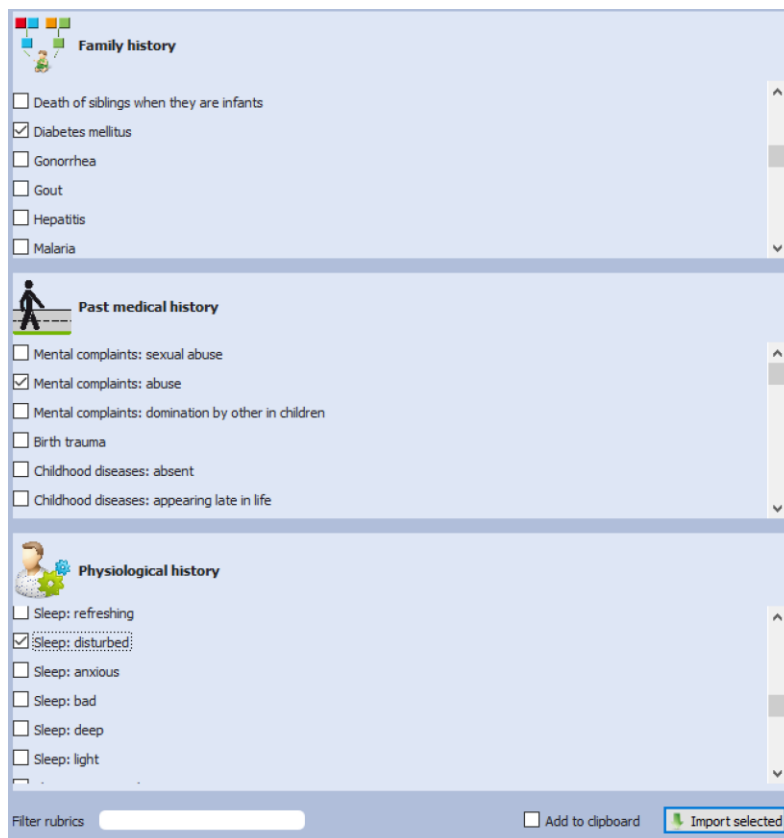 Family history
Death of siblings when they are infants
Diabetes mellitus
Gonorrhea
Gout
Hepatitis
Malaria
Past medical history
Mental complaints: sexual abuse
Mental complaints: abuse
Mental complaints: domination by other in children
Birth trauma
Childhood diseases: absent
Childhood diseases: appearing late in life
Physiological history
Sleep: refreshing
Sleep: disturbed
Sleep: anxious
Sleep: bad
Sleep: deep
Sleep: light
Filter rubrics
Add to clipboard
Import selected